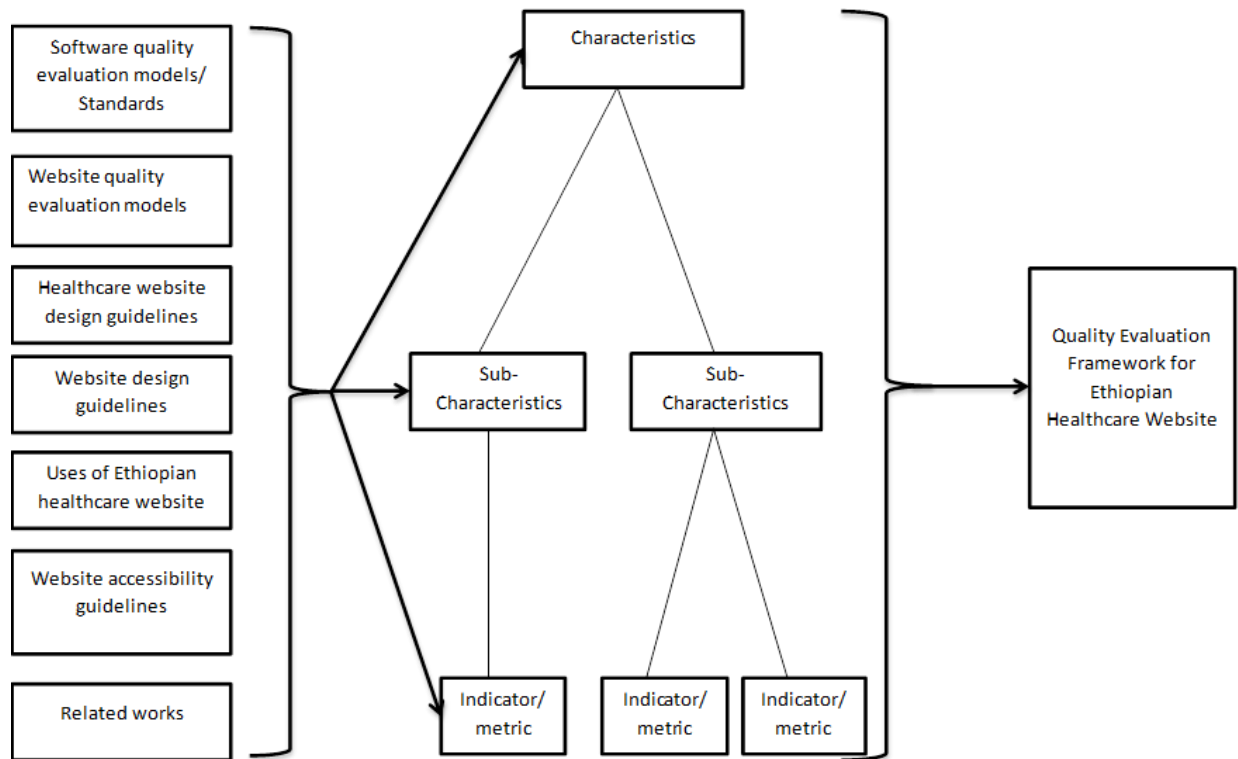 Software quality
evaluation models/
Standards
Website quality
evaluation models
Healthcare website
design guidelines
Website design
guidelines
Uses of Ethiopian
healthcare website
Website accessibility
guidelines
Related works
Characteristics
Sub-
Characteristics
Sub-
Characteristics
Indicator/
metric
Indicator/
metric
Indicator/
metric
Quality Evaluation
Framework for
Ethiopian
Healthcare Website